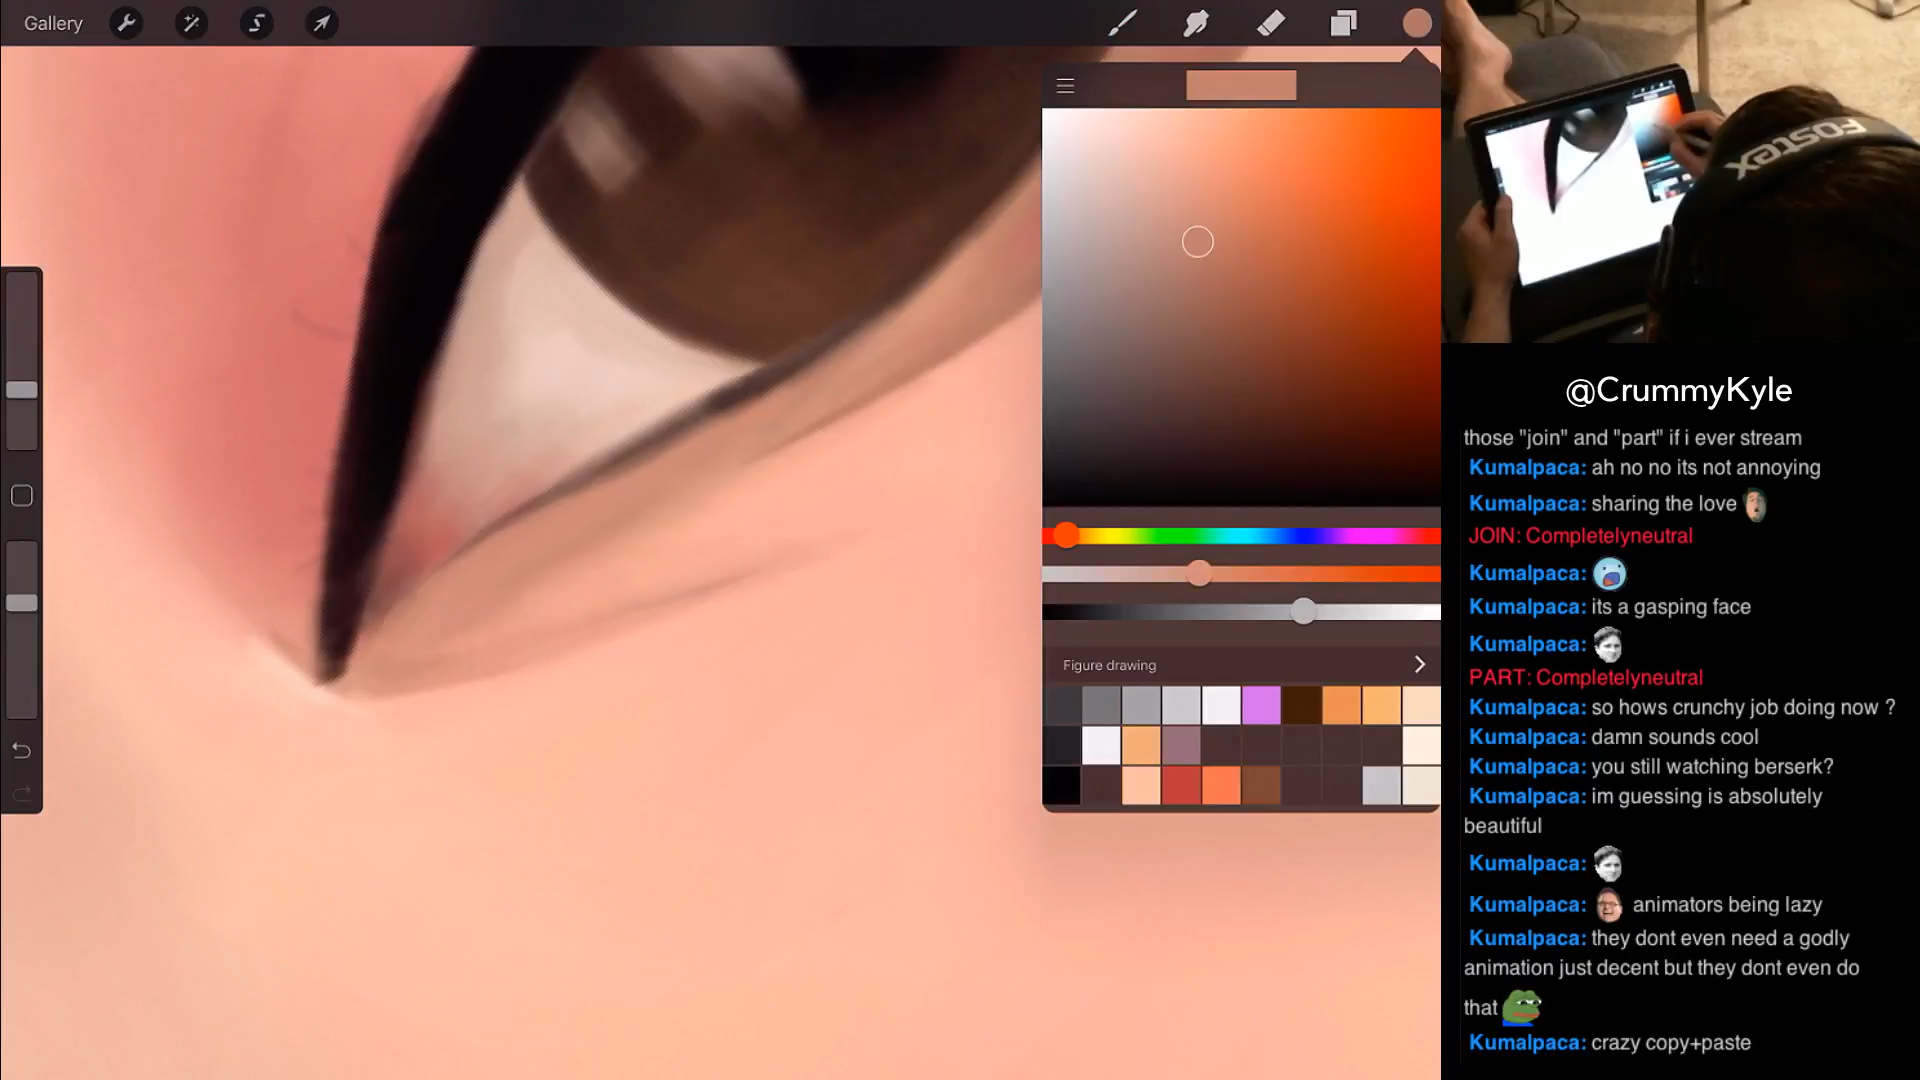 Gallery
FOSTEX
Figure drawing
@CrummyKyle
those "join" and "part" if i ever stream
Kumalpaca: ah no no its not annoying
Kumalpaca: sharing the love
JOIN: Completelyneutral
Kumalpaca:
Kumalpaca: its a gasping face
Kumalpaca:
PART: Completelyneutral
Kumalpaca: so hows crunchy job doing now ?
Kumalpaca: damn sounds cool
Kumalpaca: you still watching berserk?
Kumalpaca: im guessing is absolutely
beautiful
Kumalpaca:
Kumalpaca: animators being lazy
Kumalpaca: they dont even need a godly
animation just decent but they dont even do
that
Kumalpaca: crazy copy+paste